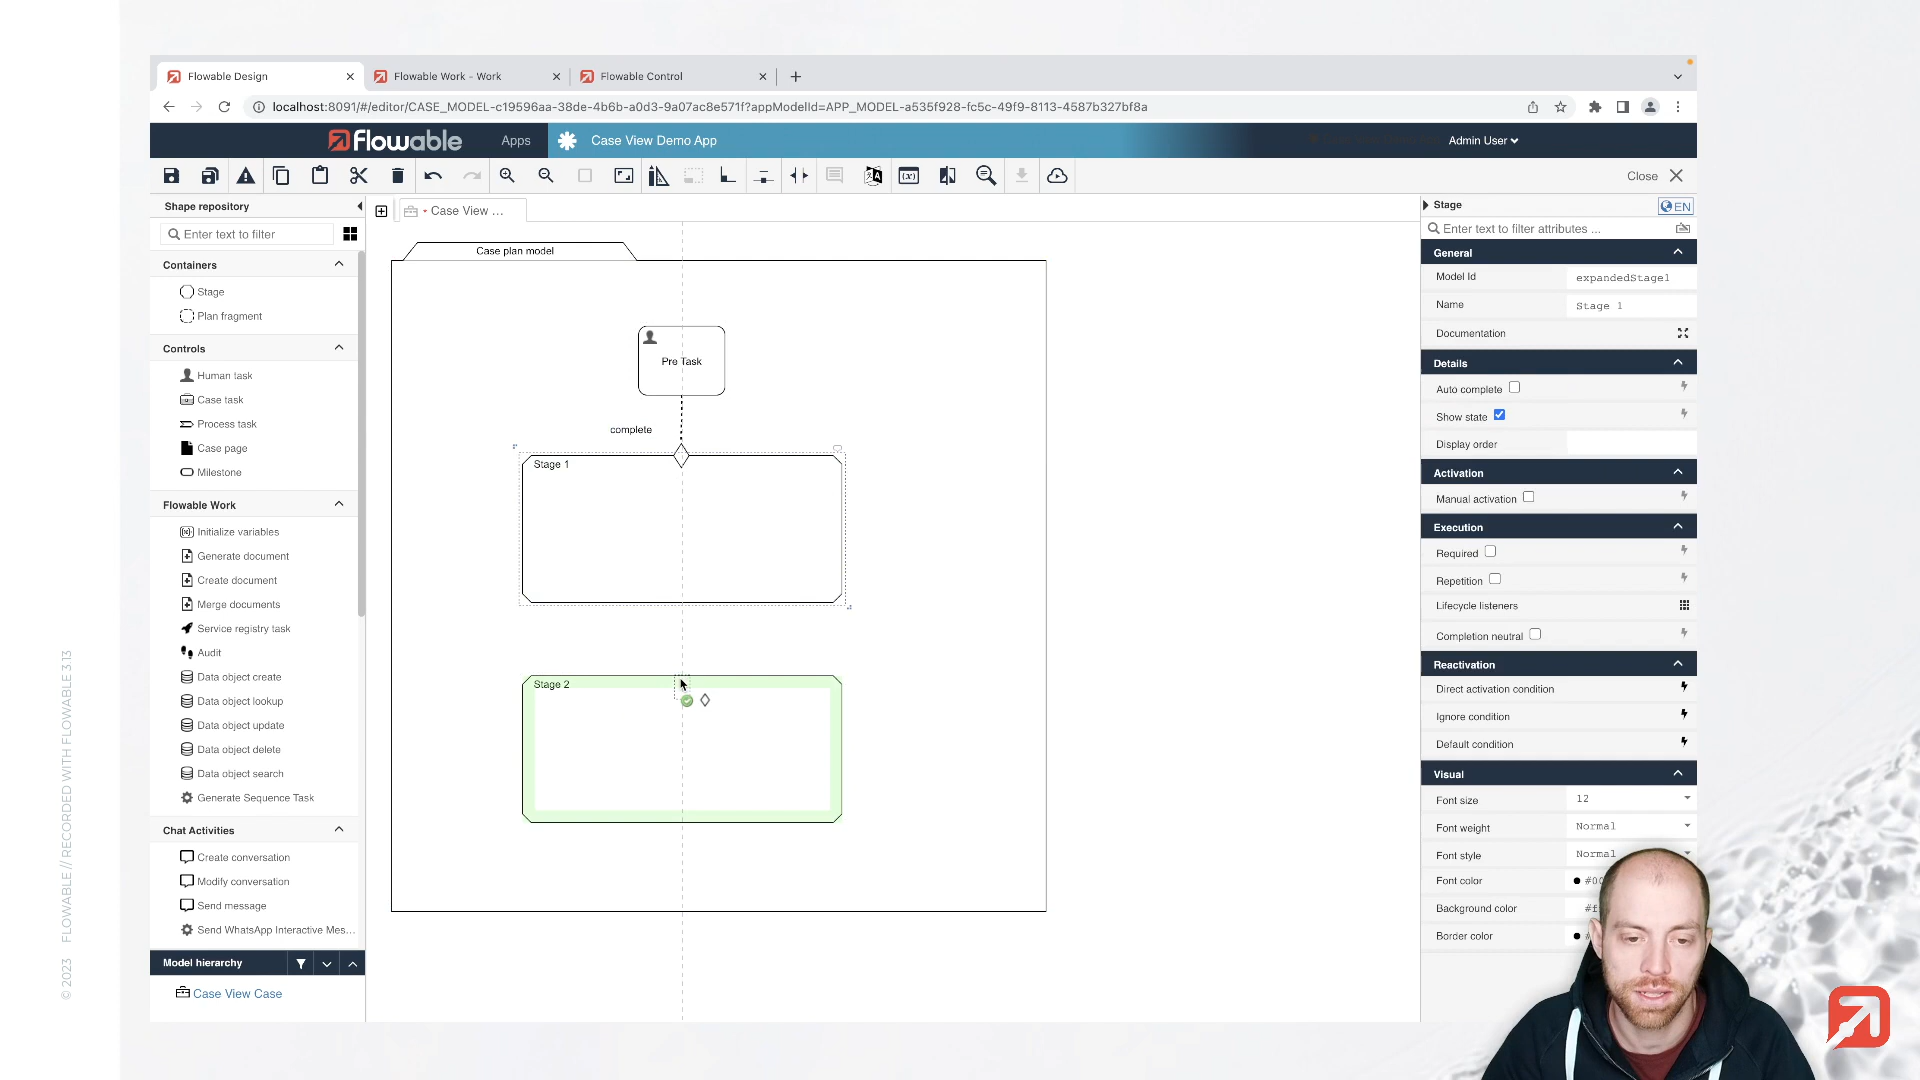 Flowable Design
Flowable Work - Work
Flowable Control
localhost:8091/#/editor/CASE_MODEL-c19596aa-38de-4b6b-a0d3-9a07ac8e571f?appModelId=APP_MODEL-a535f928-fc5c-49f9-8113-4587b327bf8a
Flowable
Apps
Case View Demo App
Admin User
Close
Shape repository
Enter text to filter
Containers
Stage
Plan fragment
Controls
Human task
Case task
Process task
Case page
Milestone
Flowable Work
Initialize variables
Generate document
Create document
Merge documents
Service registry task
Audit
Data object create
Data object lookup
Data object update
Data object delete
Data object search
Generate Sequence Task
Chat Activities
Create conversation
Modify conversation
Send message
Send WhatsApp Interactive Mes...
Model hierarchy
Case View Case
Case View ...
Case plan model
Pre Task
complete
Stage 1
Stage 2
Stage
EN
Enter text to filter attributes ...
General
Model Id expandedStage1
Name Stage 1
Documentation
Details
Auto complete
Show state
Display order
Activation
Manual activation
Execution
Required
Repetition
Lifecycle listeners
Completion neutral
Reactivation
Direct activation condition
Ignore condition
Default condition
Visual
Font size 12
Font weight Normal
Font style Normal
Font color
Background color
Border color
© 2023 FLOWABLE // RECORDED WITH FLOWABLE 3.13